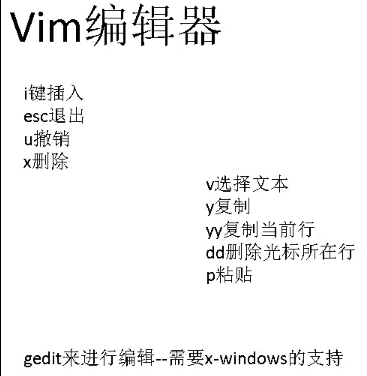 Vim编辑器
i键插入
esc退出
u撤销
x删除
v选择文本
y复制
yy复制当前行
dd删除光标所在行
p粘贴
gedit来进行编辑--需要x-windows的支持